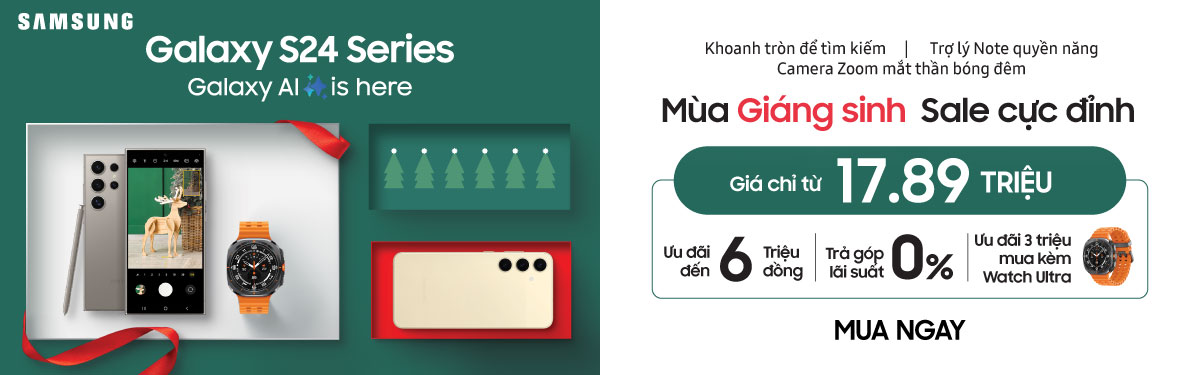 SAMSUNG
Galaxy S24 Series
Galaxy AI is here
Khoanh tròn để tìm kiếm | Trợ lý Note quyền năng
Camera Zoom mắt thần bóng đêm
Mùa Giáng sinh Sale cực đỉnh
Giá chỉ từ 17.89 TRIỆU
Ưu đãi đến 6 Triệu đồng
Trả góp lãi suất 0%
Ưu đãi 3 triệu
mua kèm
Watch Ultra
MUA NGAY